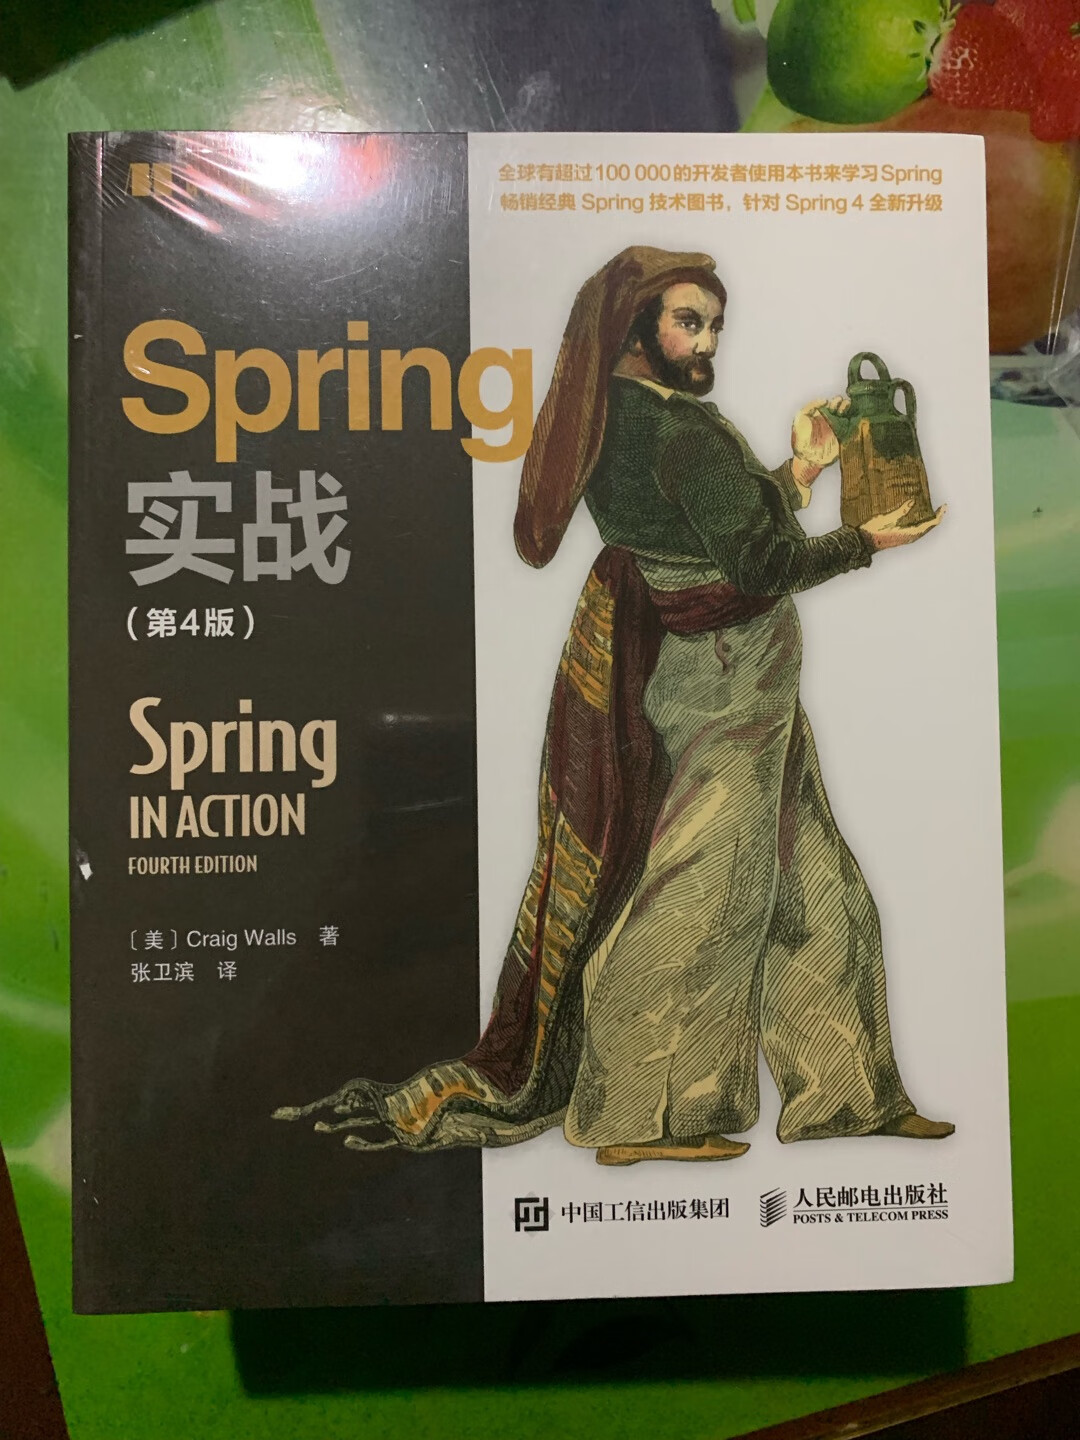 全球有超过100 000的开发者使用本书来学习Spring
畅销经典 Spring 技术图书，针对 Spring 4 全新升级
Spring
实战
（第4版）
Spring
IN ACTION
FOURTH EDITION
〔美〕Craig Walls 著
张卫滨 译
中国工信出版集团
人民邮电出版社
POSTS & TELECOM PRESS